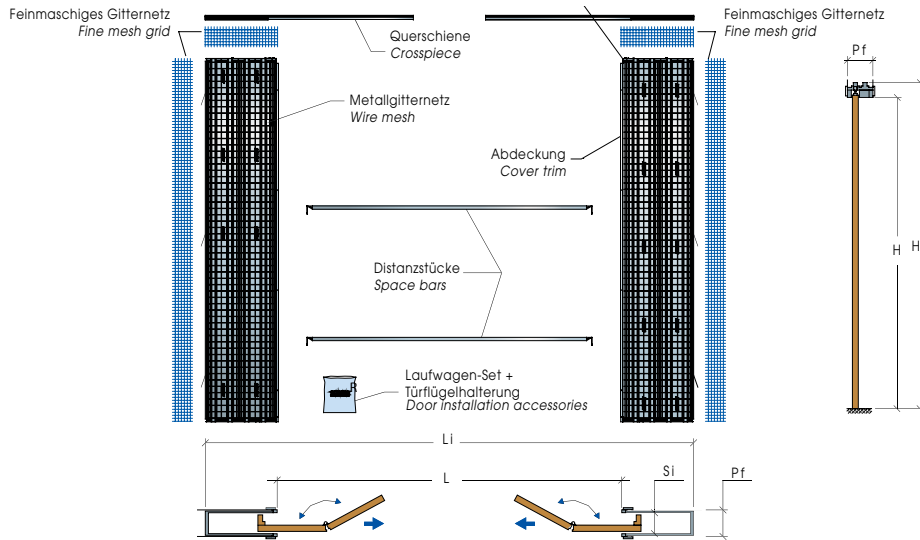 Feinmaschiges Gitternetz
Fine mesh grid
Querschiene
Crosspiece
Feinmaschiges Gitternetz
Fine mesh grid
Pf
Metallgitternetz
Wire mesh
Abdeckung
Cover trim
H
H
Distanzstücke
Space bars
R
Laufwagen-Set +
Türflügelhalterung
Door installation accessories
Li
L
Si
Pf